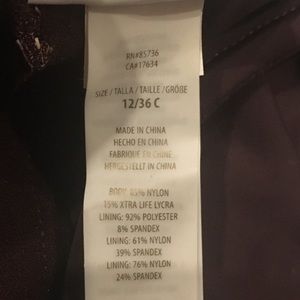 RN#85736
CA#17634
SIZE / TALLA / TAILLE / GRÖßE
12/36 C
MADE IN CHINA
HECHO EN CHINA
FABRIQUE EN CHINE
HERGESTELLT IN CHINA
BODY: 85% NYLON
15% XTRA LIFE LYCRA
LINING: 92% POLYESTER
8% SPANDEX
LINING: 61% NYLON
39% SPANDEX
LINING: 76% NYLON
24% SPANDEX